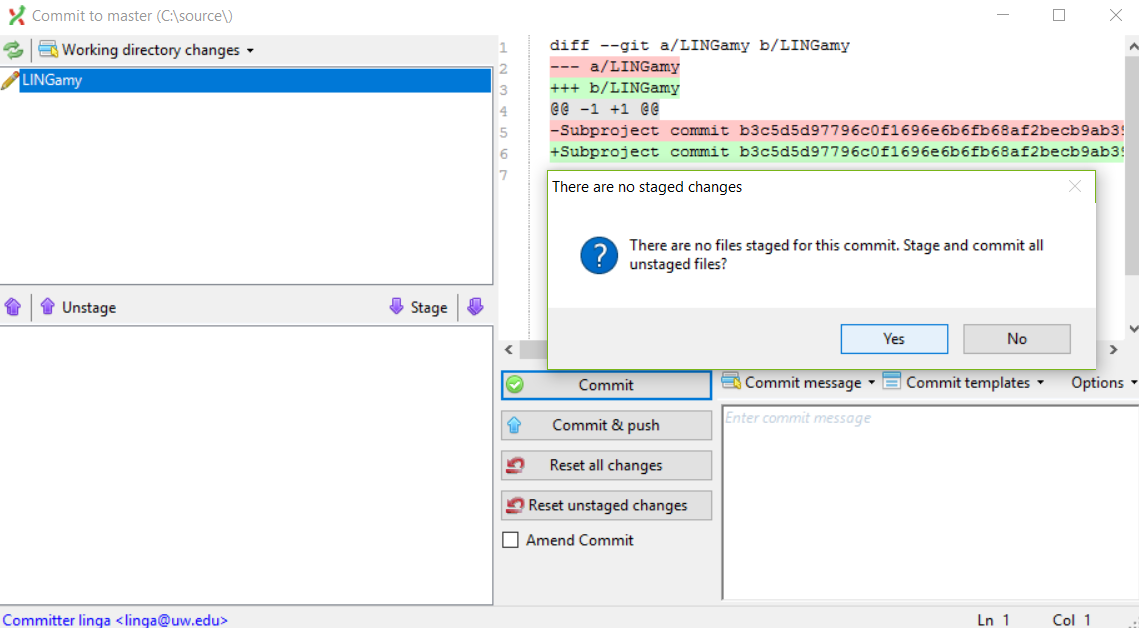 Commit to master (C:\source\)
Working directory changes
LINGamy
1 diff --git a/LINGamy b/LINGamy
2 --- a/LINGamy
3 +++ b/LINGamy
4 @@ -1 +1 @@
5 -Subproject commit b3c5d5d97796c0f1696e6b6fb68af2becb9ab39
6 +Subproject commit b3c5d5d97796c0f1696e6b6fb68af2becb9ab39
7
There are no staged changes
There are no files staged for this commit. Stage and commit all
unstaged files?
Yes No
Unstage Stage
Commit
Commit message Commit templates Options
Enter commit message
Commit & push
Reset all changes
Reset unstaged changes
Amend Commit
Committer linga <linga@uw.edu> Ln 1 Col 1